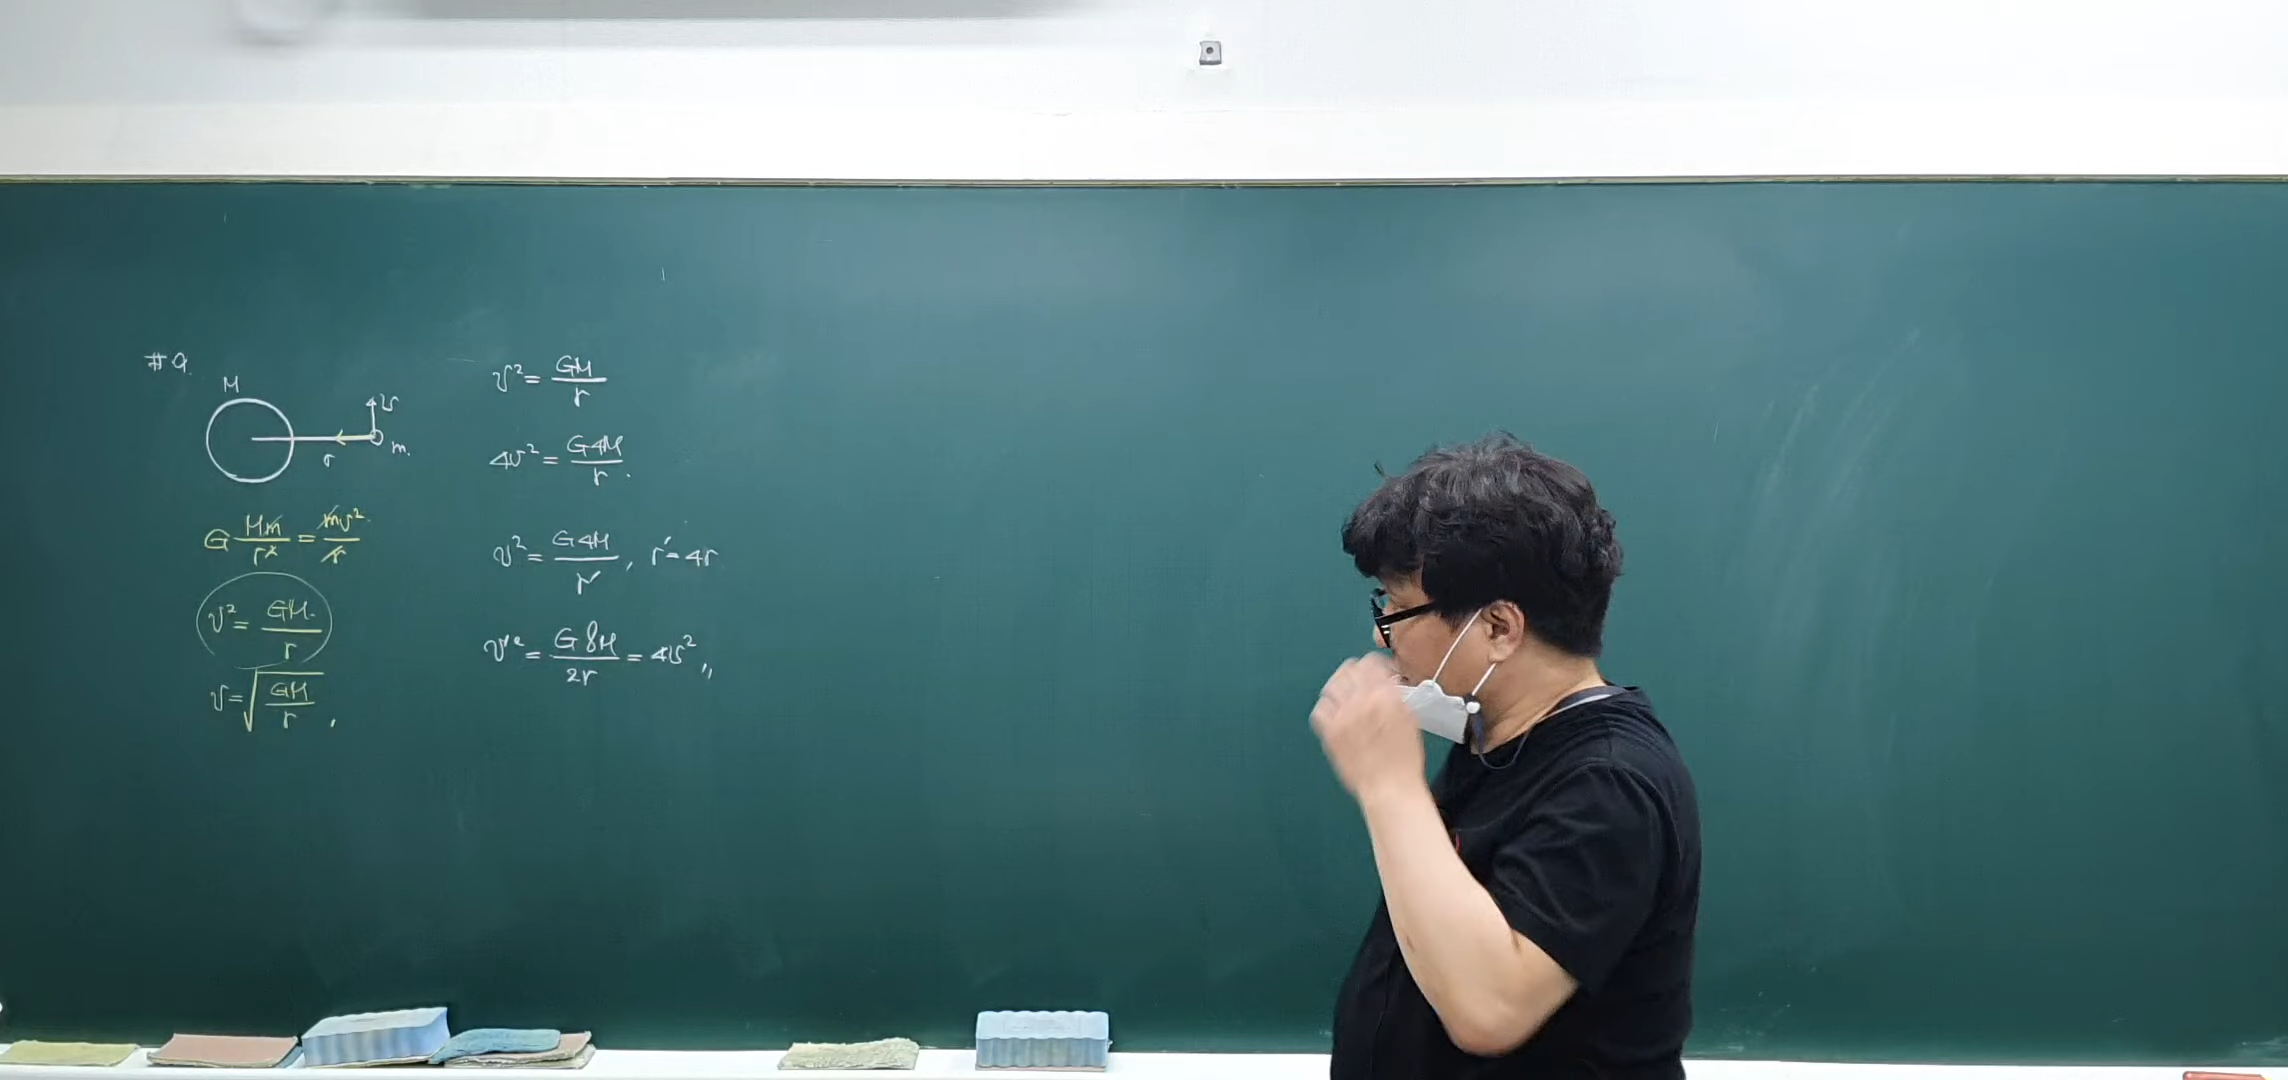 #9.
M
v
r
m.
G Mm/r² = mv²/r
v² = GM/r
v = √(GM/r)
v² = GM/r
4v² = G4M/r.
v² = G4M/r', r' = 4r
v'² = G8M/2r = 4v²,,